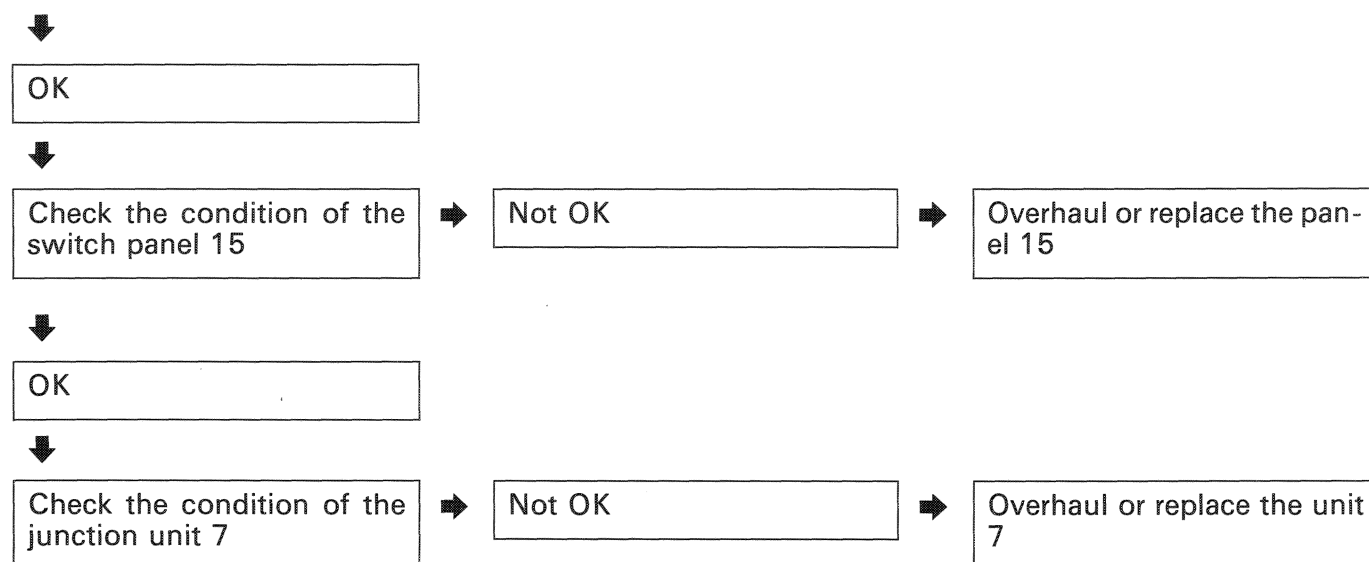 OK
Check the condition of the
switch panel 15
Not OK
Overhaul or replace the pan-
el 15
OK
Check the condition of the
junction unit 7
Not OK
Overhaul or replace the unit
7